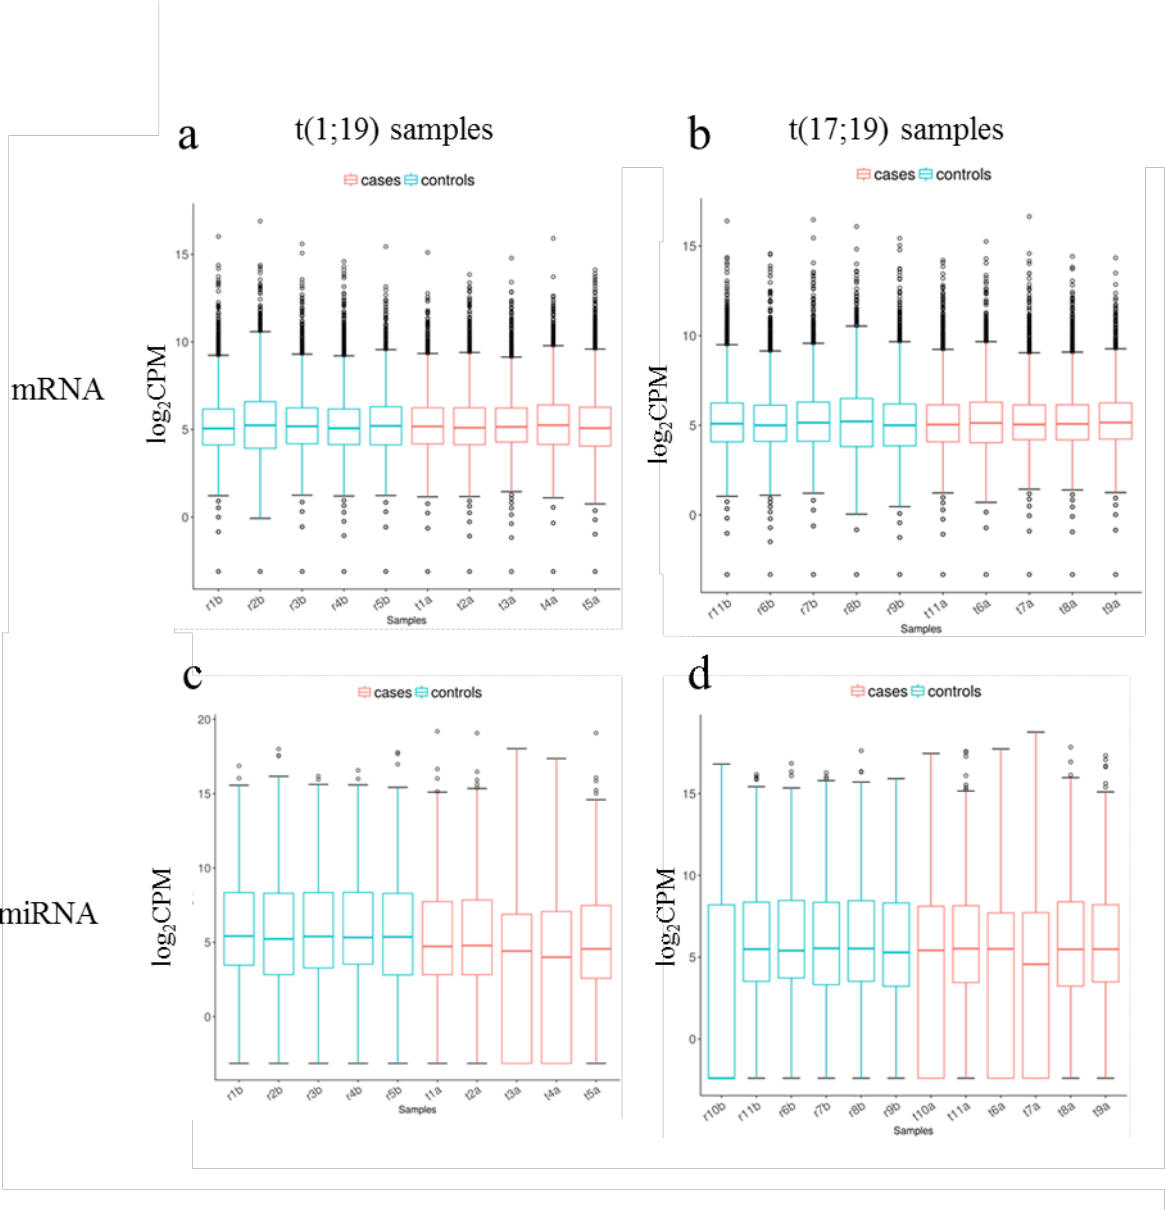 a t(1;19) samples
b t(17;19) samples
cases controls
cases controls
mRNA
log₂CPM
15
10
5
0
r1b r2b r3b r4b r5b t1a t2a t3a t4a t5a
Samples
log₂CPM
15
10
5
0
r11b r6b r7b r8b r9b t11a t6a t7a t8a t9a
Samples
c
cases controls
d
cases controls
miRNA
log₂CPM
20
15
10
5
0
r1b r2b r3b r4b r5b t1a t2a t3a t4a t5a
Samples
log₂CPM
15
10
5
0
r10b r11b r6b r7b r8b r9b t10a t11a t6a t7a t8a t9a
Samples